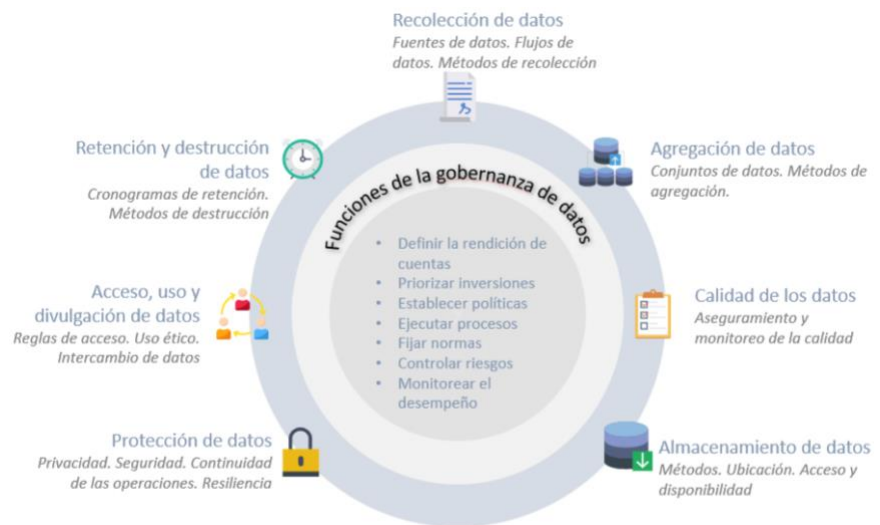 Recolección de datos
Fuentes de datos. Flujos de
datos. Métodos de recolección
Agregación de datos
Conjuntos de datos. Métodos de
agregación.
Calidad de los datos
Aseguramiento y
monitoreo de la calidad
Almacenamiento de datos
Métodos. Ubicación. Acceso y
disponibilidad
Protección de datos
Privacidad. Seguridad. Continuidad
de las operaciones. Resiliencia
Acceso, uso y
divulgación de datos
Reglas de acceso. Uso ético.
Intercambio de datos
Retención y destrucción
de datos
Cronogramas de retención.
Métodos de destrucción
Funciones de la gobernanza de datos
• Definir la rendición de
cuentas
• Priorizar inversiones
• Establecer políticas
• Ejecutar procesos
• Fijar normas
• Controlar riesgos
• Monitorear el
desempeño